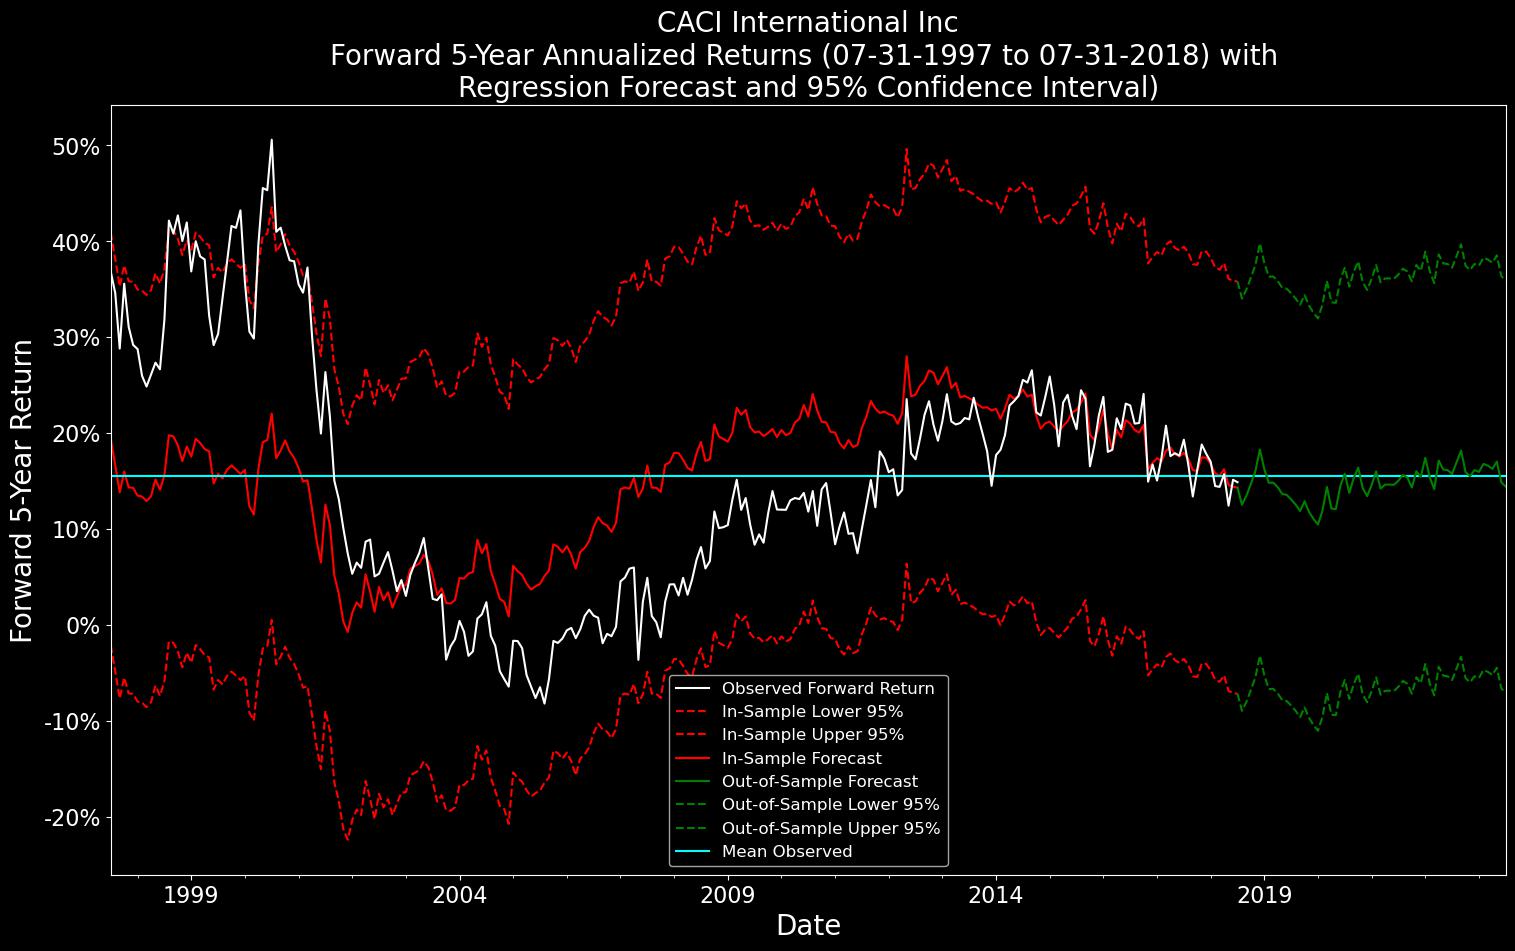 CACI International Inc
Forward 5-Year Annualized Returns (07-31-1997 to 07-31-2018) with
Regression Forecast and 95% Confidence Interval)
Forward 5-Year Return
50%
40%
30%
20%
10%
0%
-10%
-20%
Observed Forward Return
In-Sample Lower 95%
In-Sample Upper 95%
In-Sample Forecast
Out-of-Sample Forecast
Out-of-Sample Lower 95%
Out-of-Sample Upper 95%
Mean Observed
1999 2004 2009 2014 2019
Date